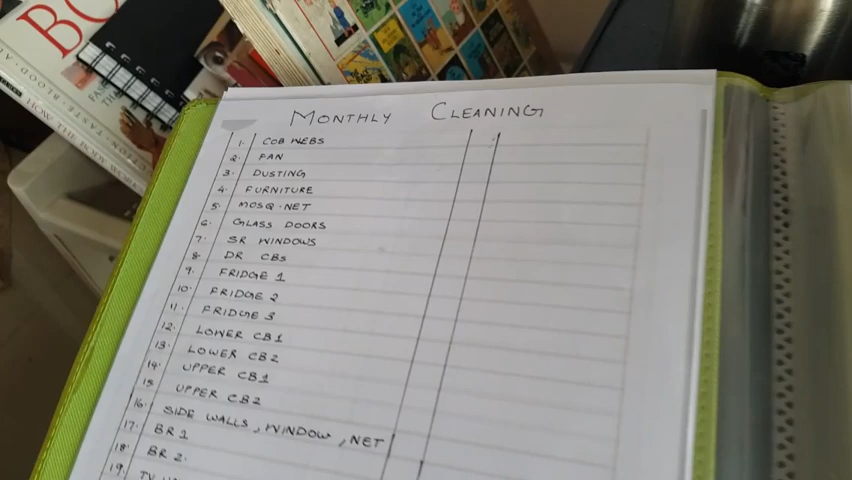 MONTHLY CLEANING
1. COB WEBS
2. FAN
3. DUSTING
4. FURNITURE
5. MOSQ. NET
6. GLASS DOORS
7. SR WINDOWS
8. DR CBs
9. FRIDGE 1
10. FRIDGE 2
11. FRIDGE 3
12. LOWER CB1
13. LOWER CB2
14. UPPER CB1
15. UPPER CB2
16. SIDE WALLS, WINDOW, NET
17. BR 1
18. BR 2.
19. TV